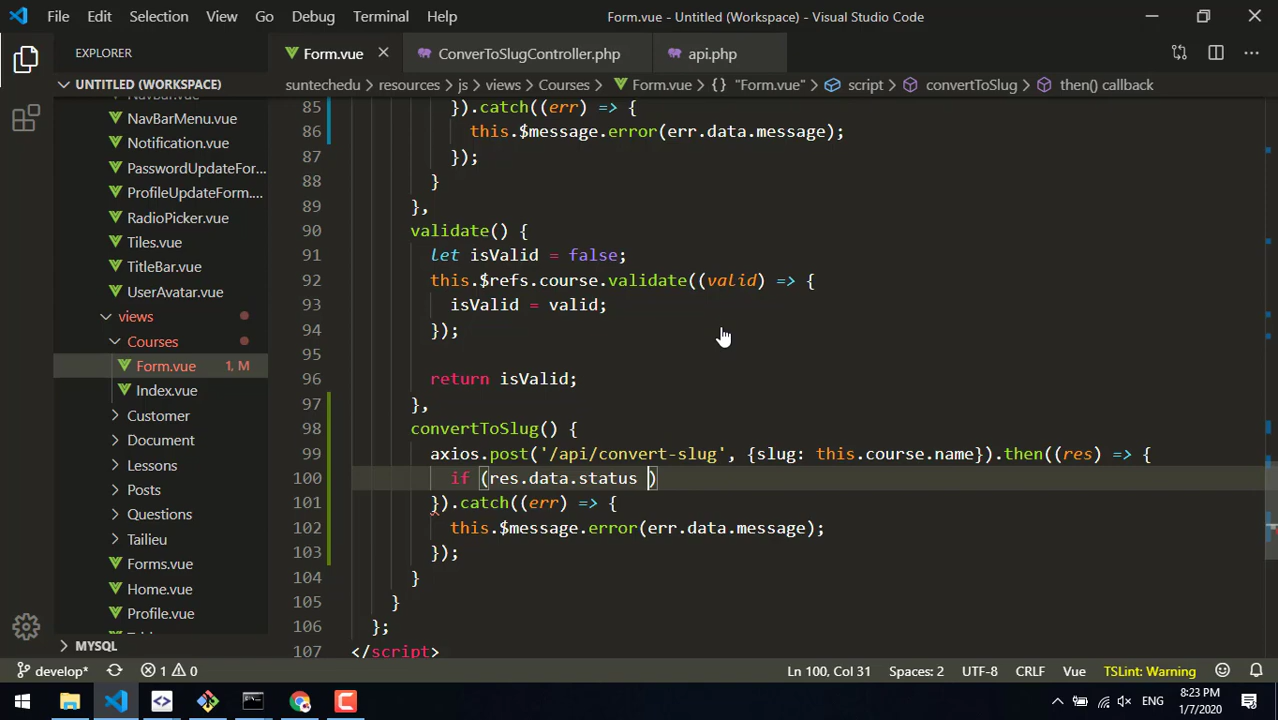 File Edit Selection View Go Debug Terminal Help Form.vue - Untitled (Workspace) - Visual Studio Code
EXPLORER Form.vue ConverToSlugController.php api.php
UNTITLED (WORKSPACE) suntechedu resources js views Courses Form.vue {} "Form.vue" script convertToSlug then() callback
NavBarMenu.vue
Notification.vue
PasswordUpdateFor...
ProfileUpdateForm....
RadioPicker.vue
Tiles.vue
TitleBar.vue
UserAvatar.vue
views
Courses
Form.vue 1, M
Index.vue
Customer
Document
Lessons
Posts
Questions
Tailieu
Forms.vue
Home.vue
Profile.vue
MYSQL
85 }).catch((err) => {
86 this.$message.error(err.data.message);
87 });
88 }
89 },
90 validate() {
91 let isValid = false;
92 this.$refs.course.validate((valid) => {
93 isValid = valid;
94 });
95
96 return isValid;
97 },
98 convertToSlug() {
99 axios.post('/api/convert-slug', {slug: this.course.name}).then((res) => {
100 if (res.data.status )
101 }).catch((err) => {
102 this.$message.error(err.data.message);
103 });
104 }
105 }
106 };
107 </script>
develop* 1 0 Ln 100, Col 31 Spaces: 2 UTF-8 CRLF Vue TSLint: Warning
ENG 8:23 PM 1/7/2020